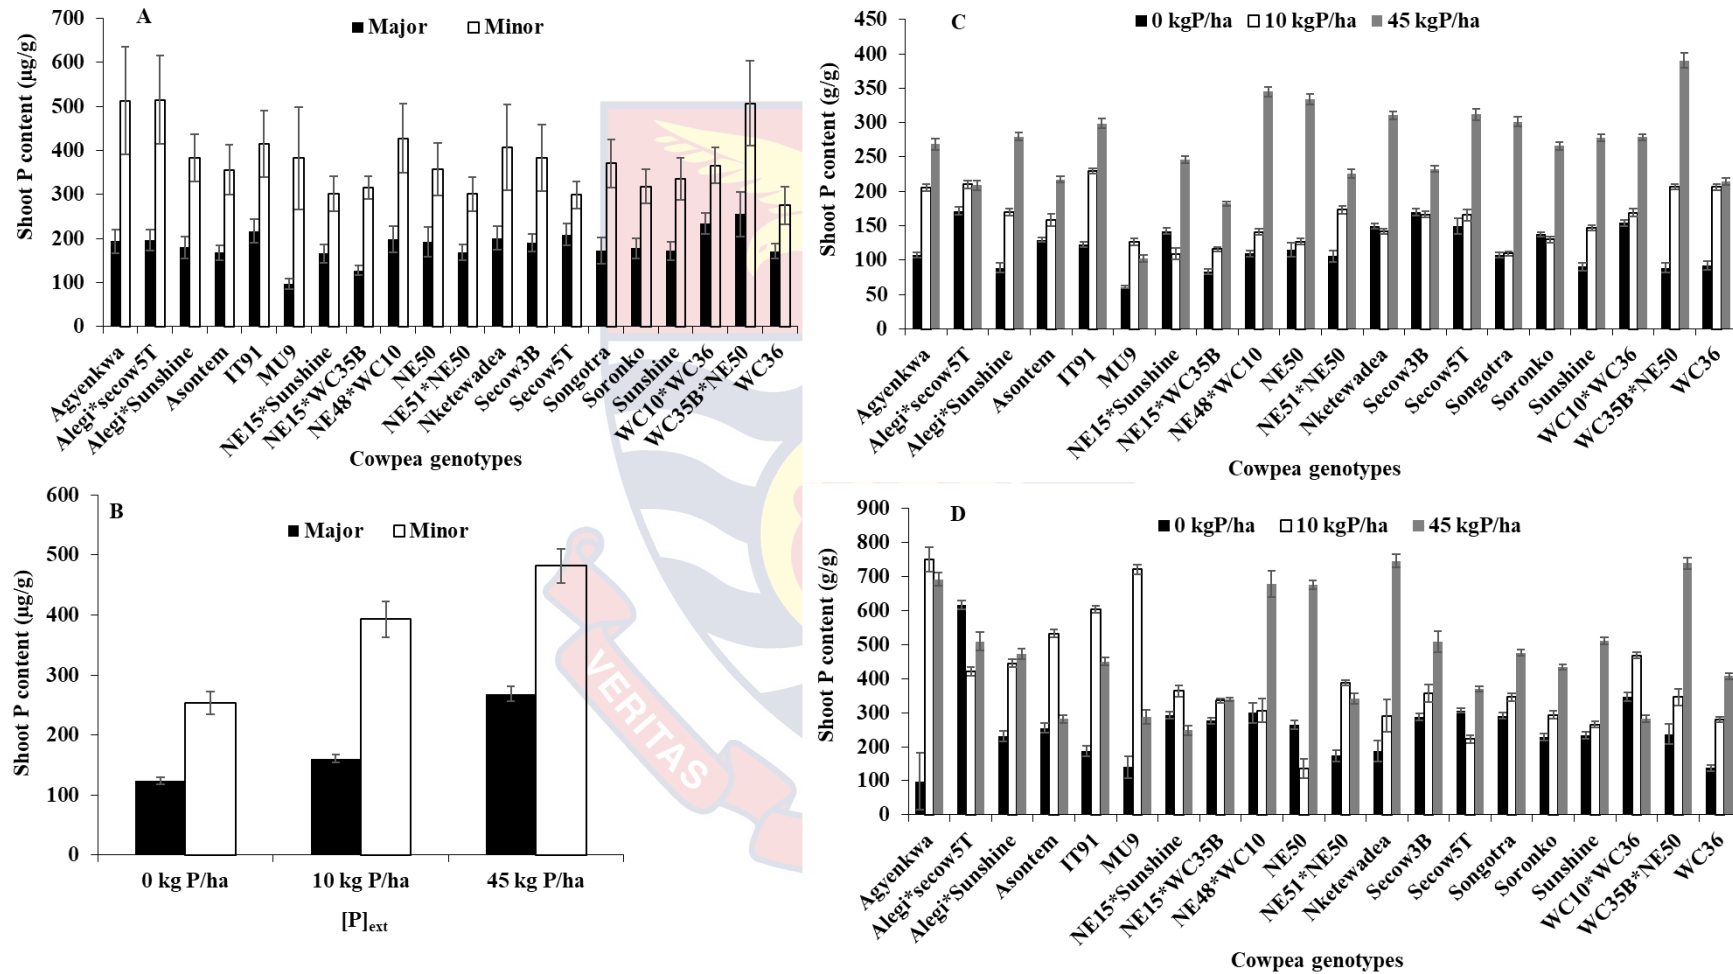 A
Major Minor
Shoot P content (µg/g)
700
600
500
400
300
200
100
0
Agyenkwa
Alegi*secow5T
Alegi*Sunshine
Asontem
IT91
MU9
NE15*Sunshine
NE15*WC35B
NE48*WC10
NE50
NE51*NE50
Nketewadea
Secow3B
Secow5T
Songotra
Soronko
Sunshine
WC10*WC36
WC35B*NE50
WC36
Cowpea genotypes
B
Major Minor
Shoot P content (µg/g)
600
500
400
300
200
100
0
0 kg P/ha 10 kg P/ha 45 kg P/ha
[P]ext
C
0 kgP/ha 10 kgP/ha 45 kgP/ha
Shoot P content (g/g)
450
400
350
300
250
200
150
100
50
0
Agyenkwa
Alegi*secow5T
Alegi*Sunshine
Asontem
IT91
MU9
NE15*Sunshine
NE15*WC35B
NE48*WC10
NE50
NE51*NE50
Nketewadea
Secow3B
Secow5T
Songotra
Soronko
Sunshine
WC10*WC36
WC35B*NE50
WC36
Cowpea genotypes
D
0 kgP/ha 10 kgP/ha 45 kgP/ha
Shoot P content (g/g)
900
800
700
600
500
400
300
200
100
0
Agyenkwa
Alegi*secow5T
Alegi*Sunshine
Asontem
IT91
MU9
NE15*Sunshine
NE15*WC35B
NE48*WC10
NE50
NE51*NE50
Nketewadea
Secow3B
Secow5T
Songotra
Soronko
Sunshine
WC10*WC36
WC35B*NE50
WC36
Cowpea genotypes
VERITAS